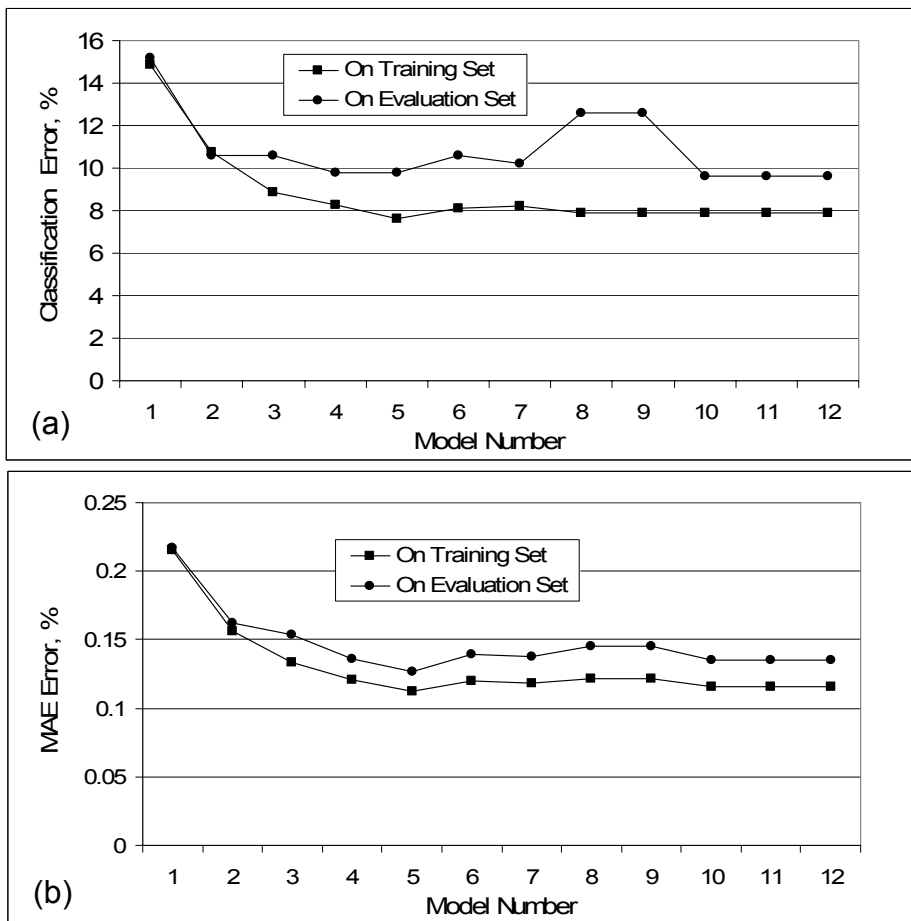 16
14
12
10
8
6
4
2
0
Classification Error, %
On Training Set
On Evaluation Set
1 2 3 4 5 6 7 8 9 10 11 12
Model Number
(a)
0.25
0.2
0.15
0.1
0.05
0
MAE Error, %
On Training Set
On Evaluation Set
1 2 3 4 5 6 7 8 9 10 11 12
Model Number
(b)